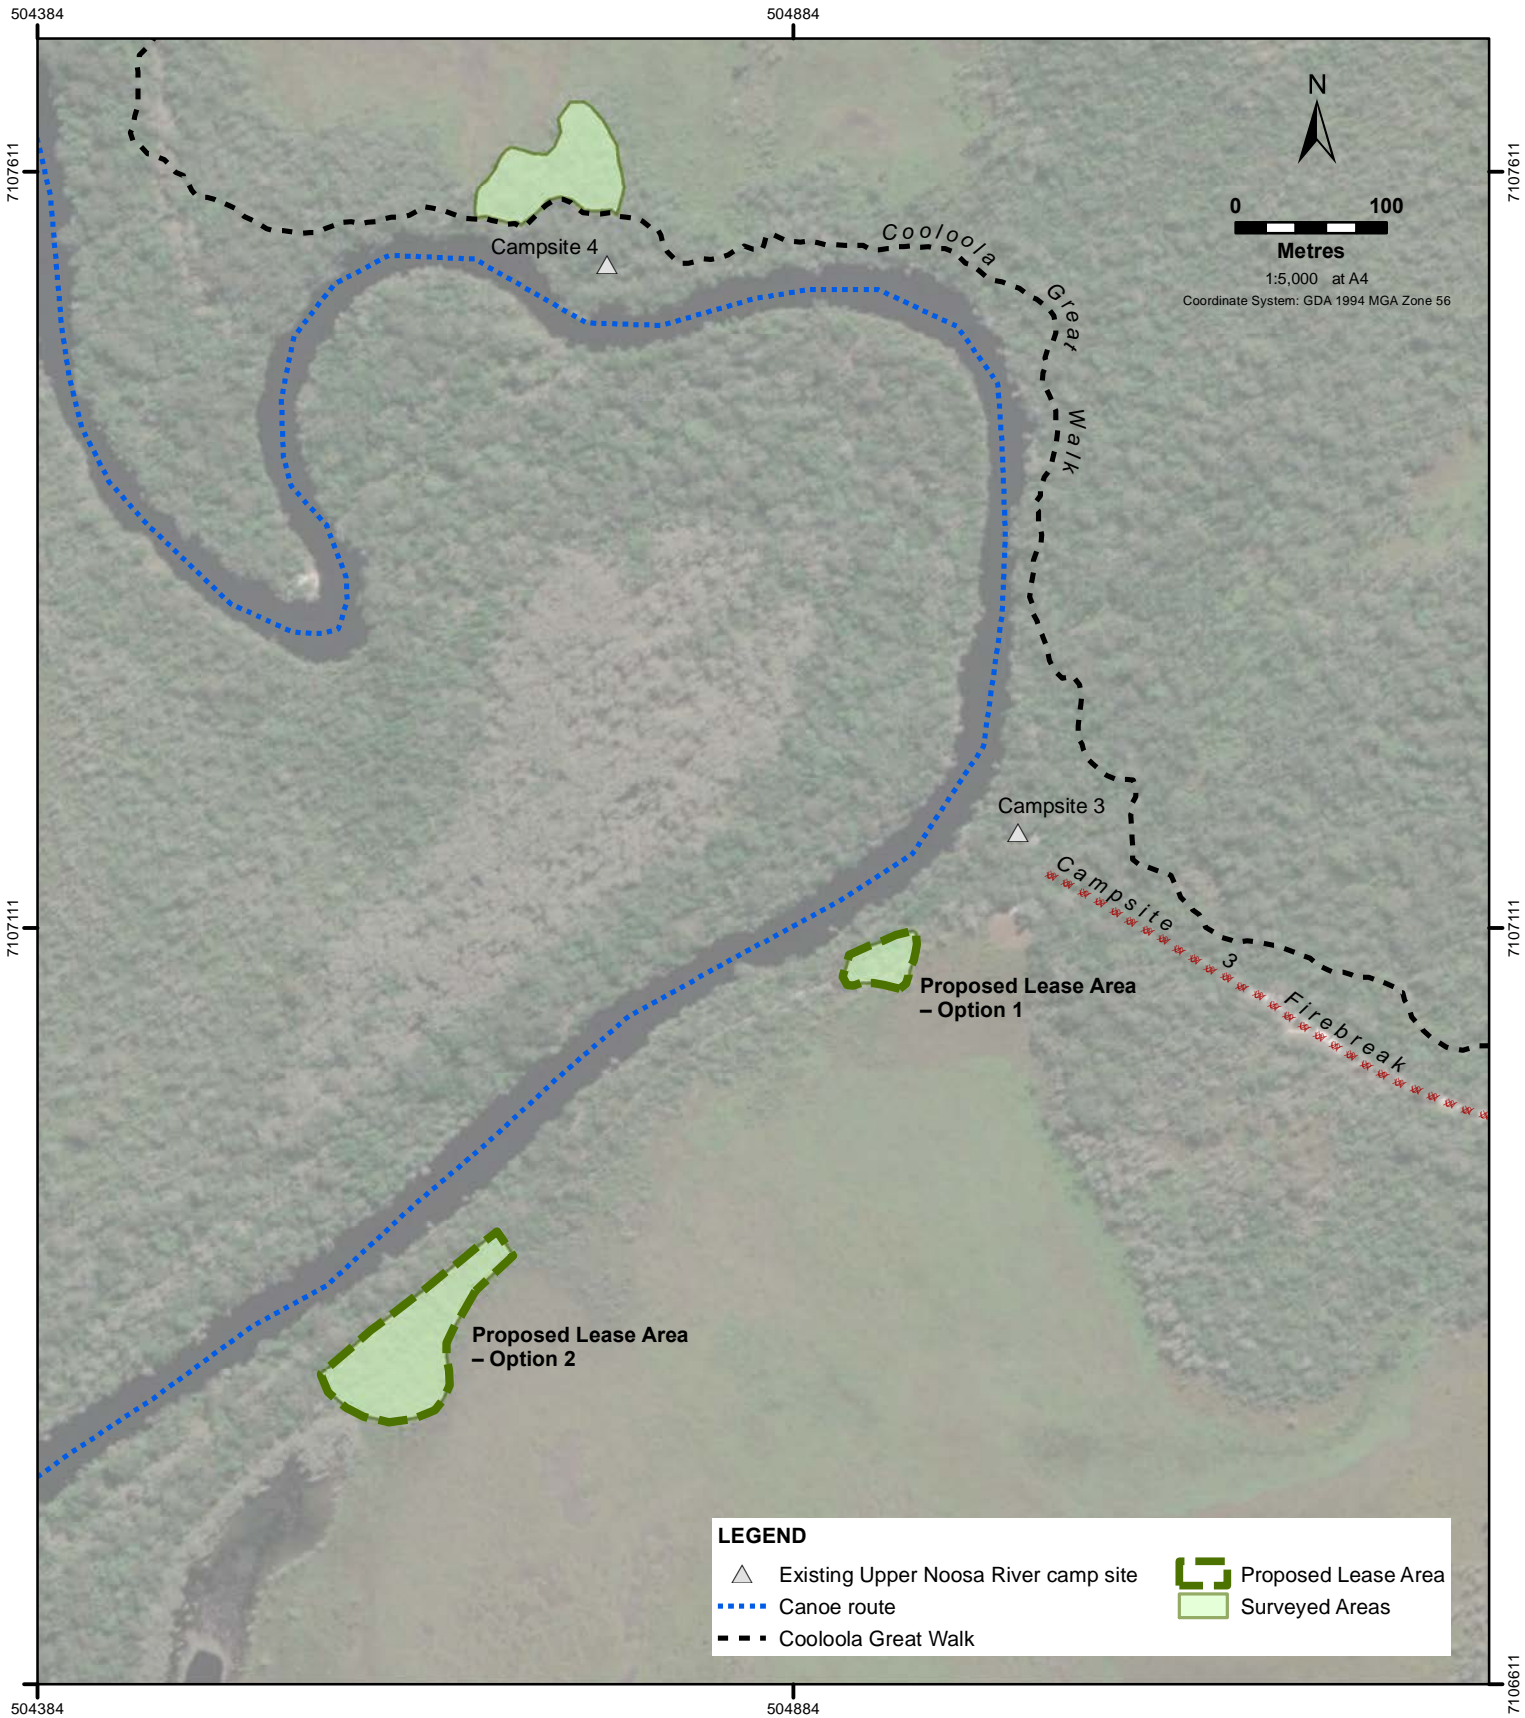 504384
504884
N
7107611
7107611
0 100
Metres
1:5,000 at A4
Coordinate System: GDA 1994 MGA Zone 56
Cooloola
Great
Walk
Campsite 4
Campsite 3
Campsite
3
Firebreak
7107111
7107111
Proposed Lease Area
– Option 1
Proposed Lease Area
– Option 2
LEGEND
Existing Upper Noosa River camp site
Canoe route
Cooloola Great Walk
Proposed Lease Area
Surveyed Areas
7106611
504384
504884